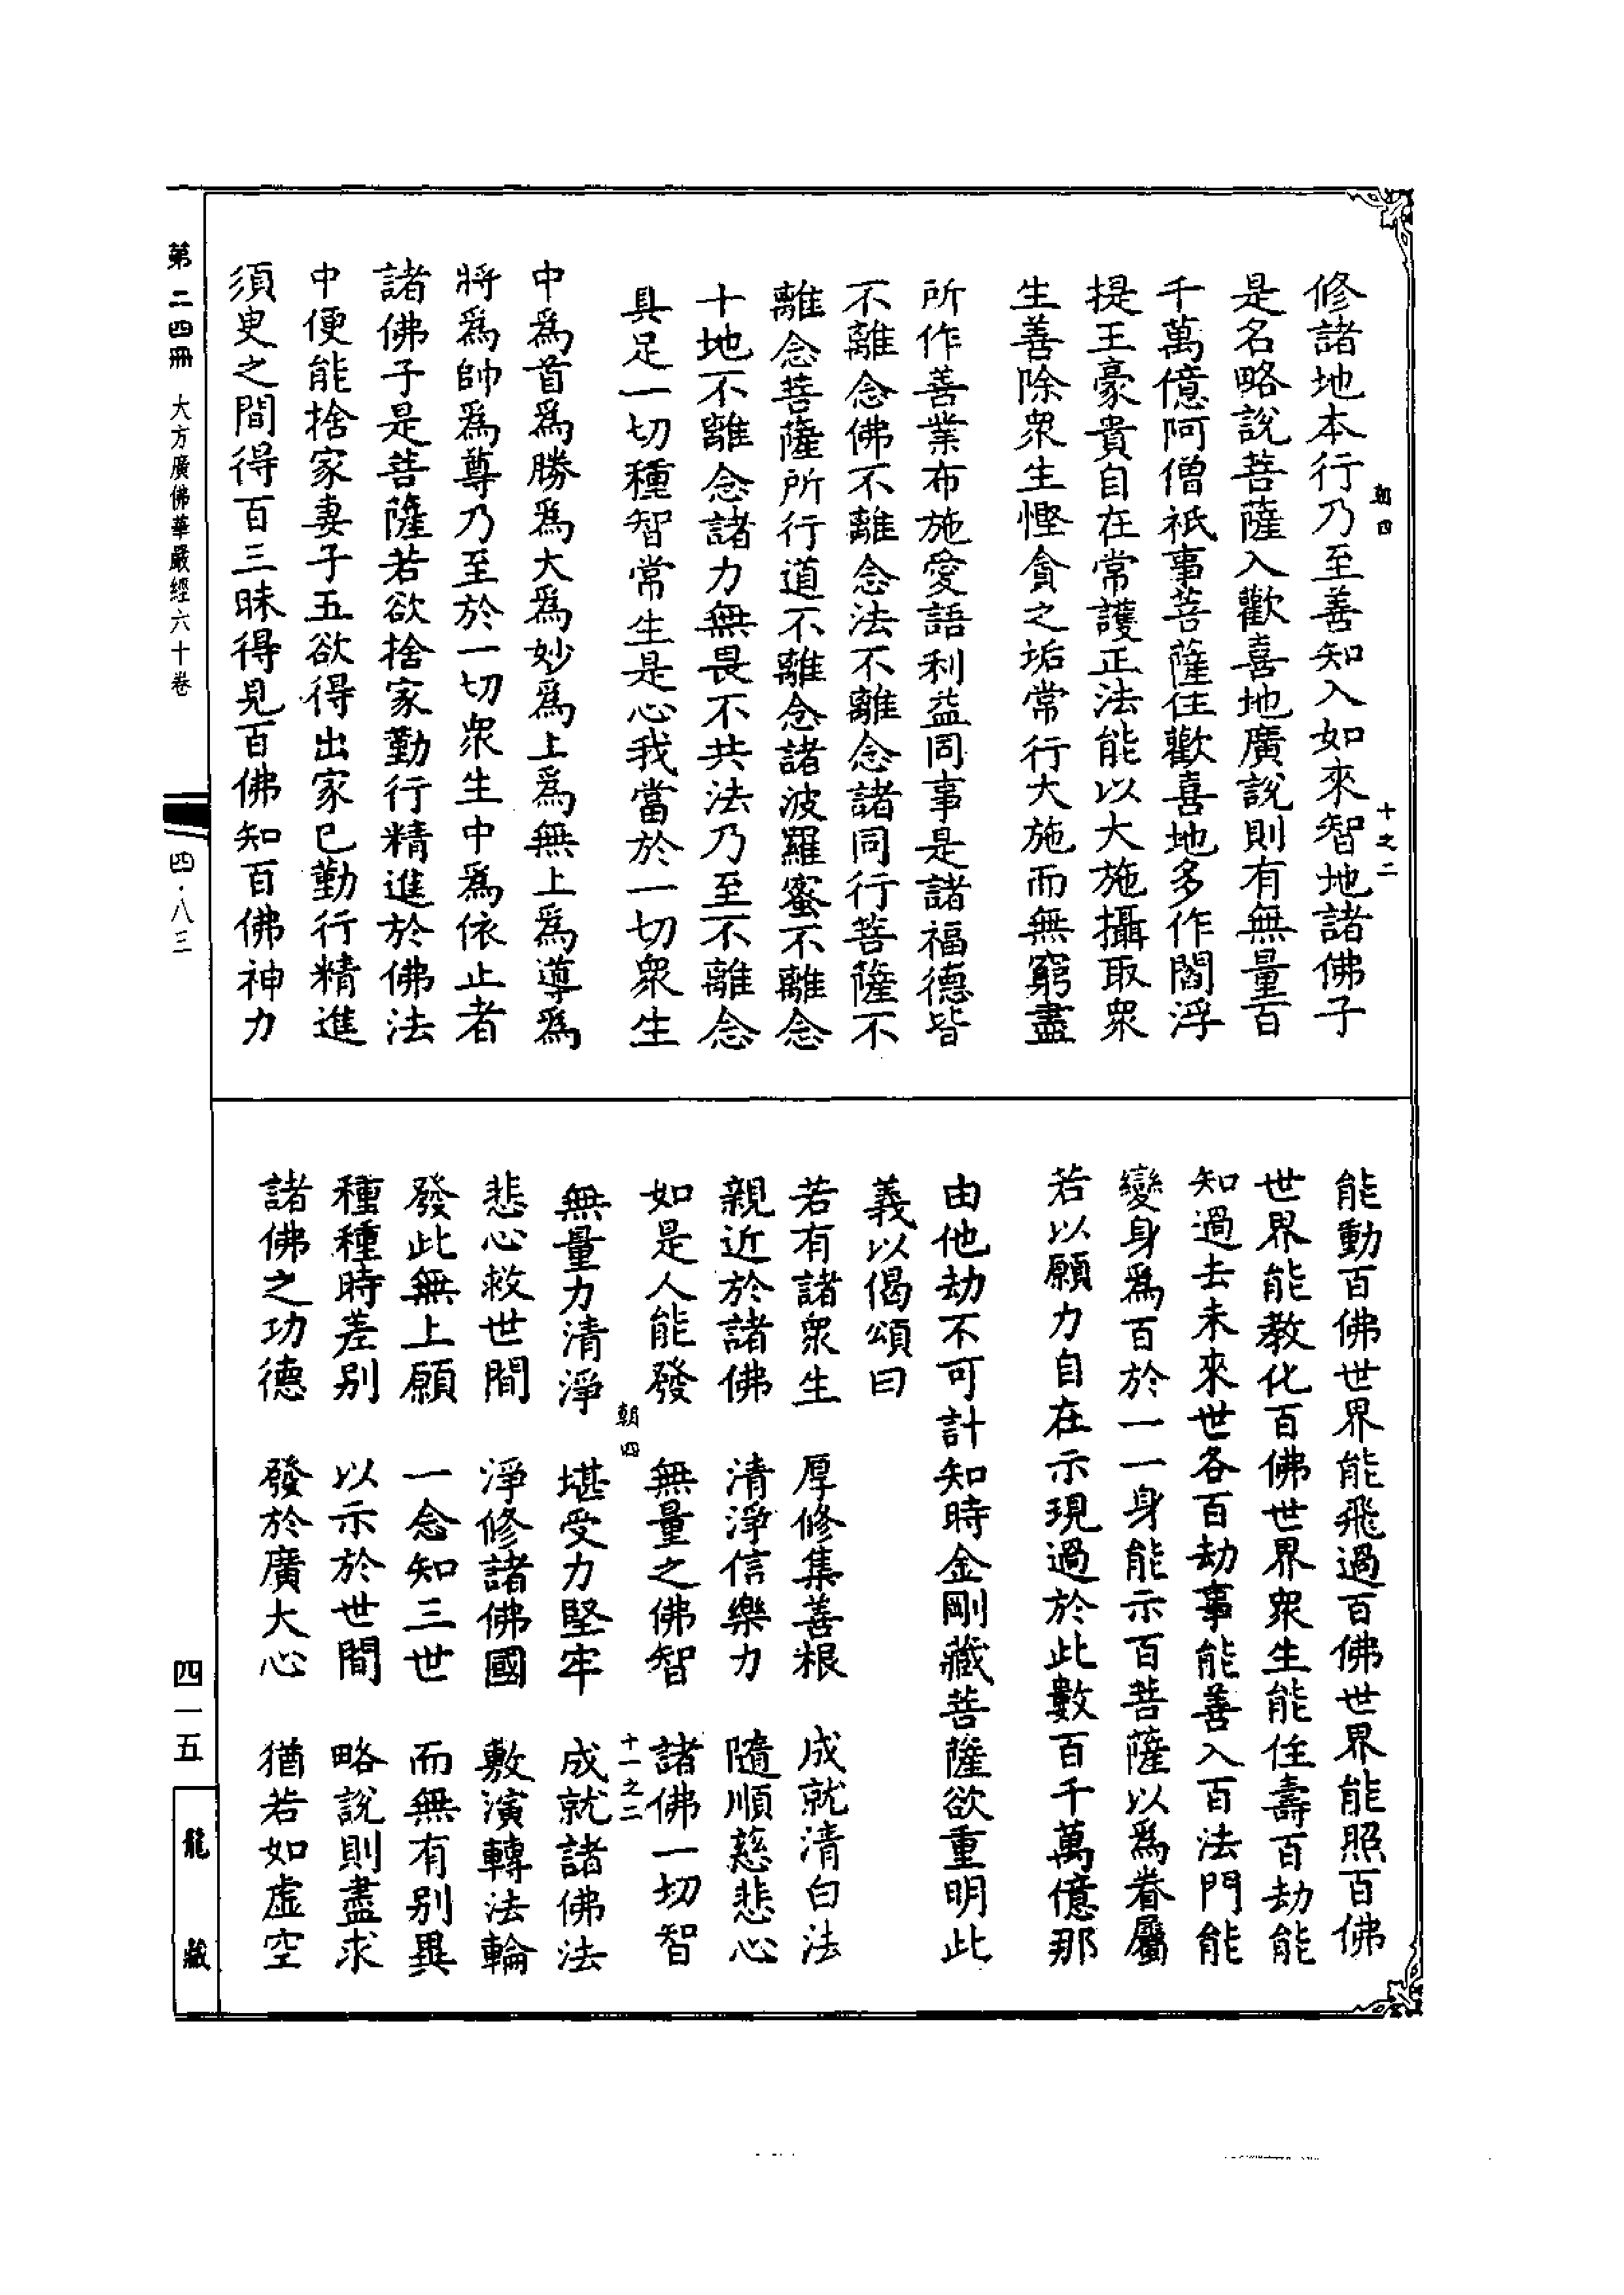 朝四
十之二
修諸地本行乃至善知入如來智地諸佛子
是名略說菩薩入歡喜地廣說則有無量百
千萬億阿僧祇事菩薩住歡喜地多作閻浮
提王豪貴自在常護正法能以大施攝取衆
生善除衆生慳貪之垢常行大施而無窮盡
所作善業布施愛語利益同事是諸福德皆
不離念佛不離念法不離念諸同行菩薩不
離念菩薩所行道不離念諸波羅蜜不離念
十地不離念諸力無畏不共法乃至不離念
具足一切種智常生是心我當於一切衆生
中爲首爲勝爲大爲妙爲上爲無上爲導爲
將爲帥爲尊乃至於一切衆生中爲依止者
諸佛子是菩薩若欲捨家勤行精進於佛法
中便能捨家妻子五欲得出家已勤行精進
須臾之間得百三昧得見百佛知百佛神力
能動百佛世界能飛過百佛世界能照百佛
世界能教化百佛世界衆生能住壽百劫能
知過去未來世各百劫事能善入百法門能
變身爲百於一一身能示百菩薩以爲眷屬
若以願力自在示現過於此數百千萬億那
由他劫不可計知時金剛藏菩薩欲重明此
義以偈頌曰
若有諸衆生　厚修集善根　成就清白法
親近於諸佛　清淨信樂力　隨順慈悲心
如是人能發　無量之佛智　諸佛一切智
朝四
十一之二
無量力清淨　堪受力堅牢　成就諸佛法
悲心救世間　淨修諸佛國　敷演轉法輪
發此無上願　一念知三世　而無有別異
種種時差別　以示於世間　略說則盡求
諸佛之功德　發於廣大心　猶若如虛空
第二四冊　大方廣佛華嚴經六十卷
四·八三
四一五
龍藏